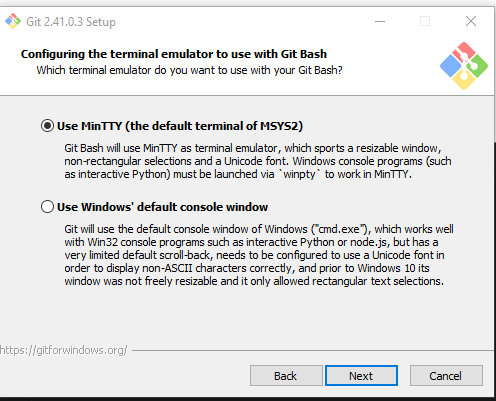 Git 2.41.0.3 Setup
Configuring the terminal emulator to use with Git Bash
Which terminal emulator do you want to use with your Git Bash?
Use MinTTY (the default terminal of MSYS2)
Git Bash will use MinTTY as terminal emulator, which sports a resizable window,
non-rectangular selections and a Unicode font. Windows console programs (such
as interactive Python) must be launched via `winpty` to work in MinTTY.
Use Windows' default console window
Git will use the default console window of Windows ("cmd.exe"), which works well
with Win32 console programs such as interactive Python or node.js, but has a
very limited default scroll-back, needs to be configured to use a Unicode font in
order to display non-ASCII characters correctly, and prior to Windows 10 its
window was not freely resizable and it only allowed rectangular text selections.
https://gitforwindows.org/
Back
Next
Cancel